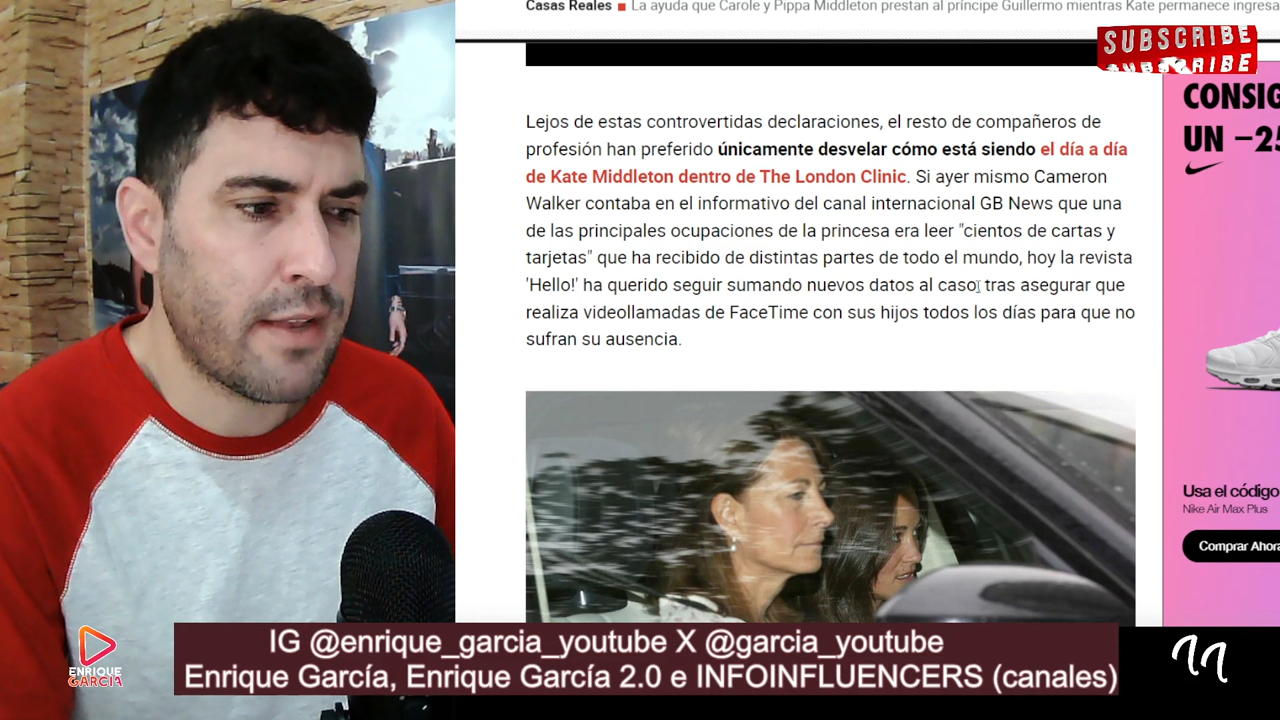 Casas Reales ■ La ayuda que Carole y Pippa Middleton prestan al príncipe Guillermo mientras Kate permanece ingresa
SUBSCRIBE
SUBSCRIBE
Lejos de estas controvertidas declaraciones, el resto de compañeros de
profesión han preferido únicamente desvelar cómo está siendo el día a día
de Kate Middleton dentro de The London Clinic. Si ayer mismo Cameron
Walker contaba en el informativo del canal internacional GB News que una
de las principales ocupaciones de la princesa era leer "cientos de cartas y
tarjetas" que ha recibido de distintas partes de todo el mundo, hoy la revista
'Hello!' ha querido seguir sumando nuevos datos al caso tras asegurar que
realiza videollamadas de FaceTime con sus hijos todos los días para que no
sufran su ausencia.
CONSIG
UN –25
Usa el código
Nike Air Max Plus
Comprar Ahora
IG @enrique_garcia_youtube X @garcia_youtube
Enrique García, Enrique García 2.0 e INFOINFLUENCERS (canales)
ENRIQUE
GARCÍA